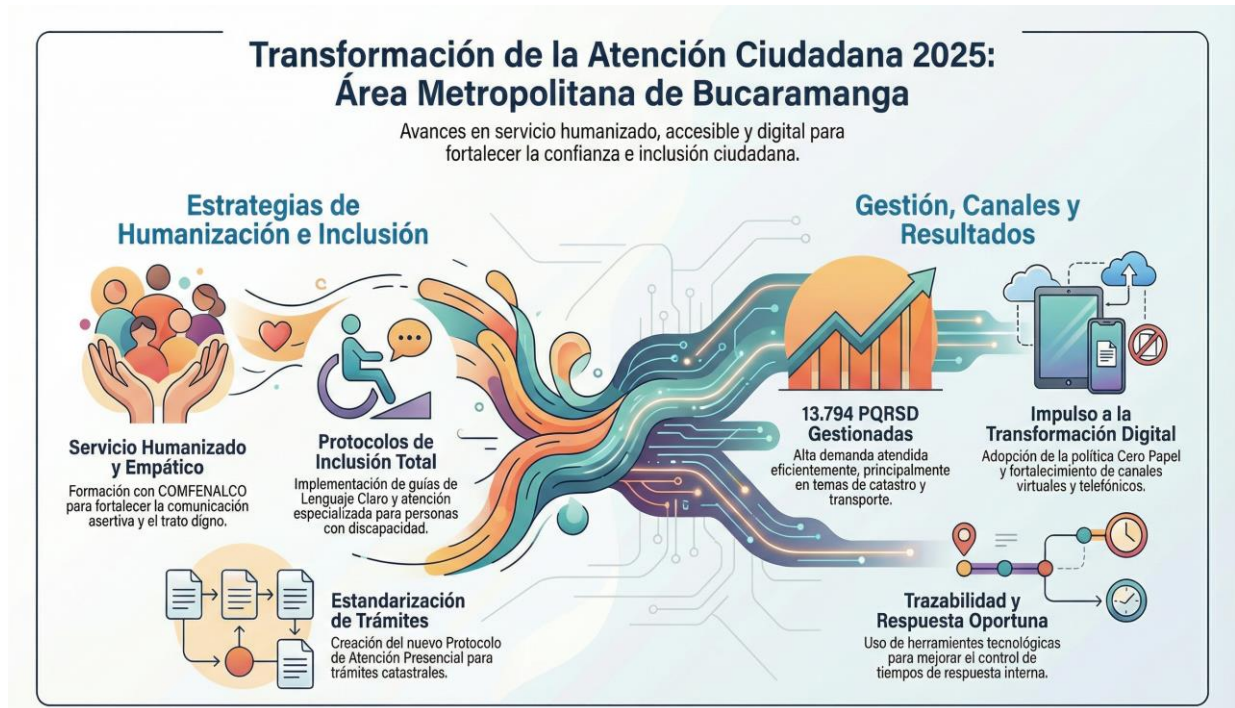 Transformación de la Atención Ciudadana 2025:
Área Metropolitana de Bucaramanga
Avances en servicio humanizado, accesible y digital para
fortalecer la confianza e inclusión ciudadana.
Estrategias de
Humanización e Inclusión
Servicio Humanizado
y Empático
Formación con COMFENALCO
para fortalecer la comunicación
asertiva y el trato dígno.
Protocolos de
Inclusión Total
Implementación de guías de
Lenguaje Claro y atención
especializada para personas
con discapacidad.
Estandarización
de Trámites
Creación del nuevo Protocolo
de Atención Presencial para
trámites catastrales.
Gestión, Canales y
Resultados
13.794 PQRSD
Gestionadas
Alta demanda atendida
eficientemente, principalmente
en temas de catastro y
transporte.
Impulso a la
Transformación Digital
Adopción de la política Cero Papel
y fortalecimiento de canales
virtuales y telefónicos.
Trazabilidad y
Respuesta Oportuna
Uso de herramientes tecnológicas
para mejorar el control de
tiempos de respuesta interna.